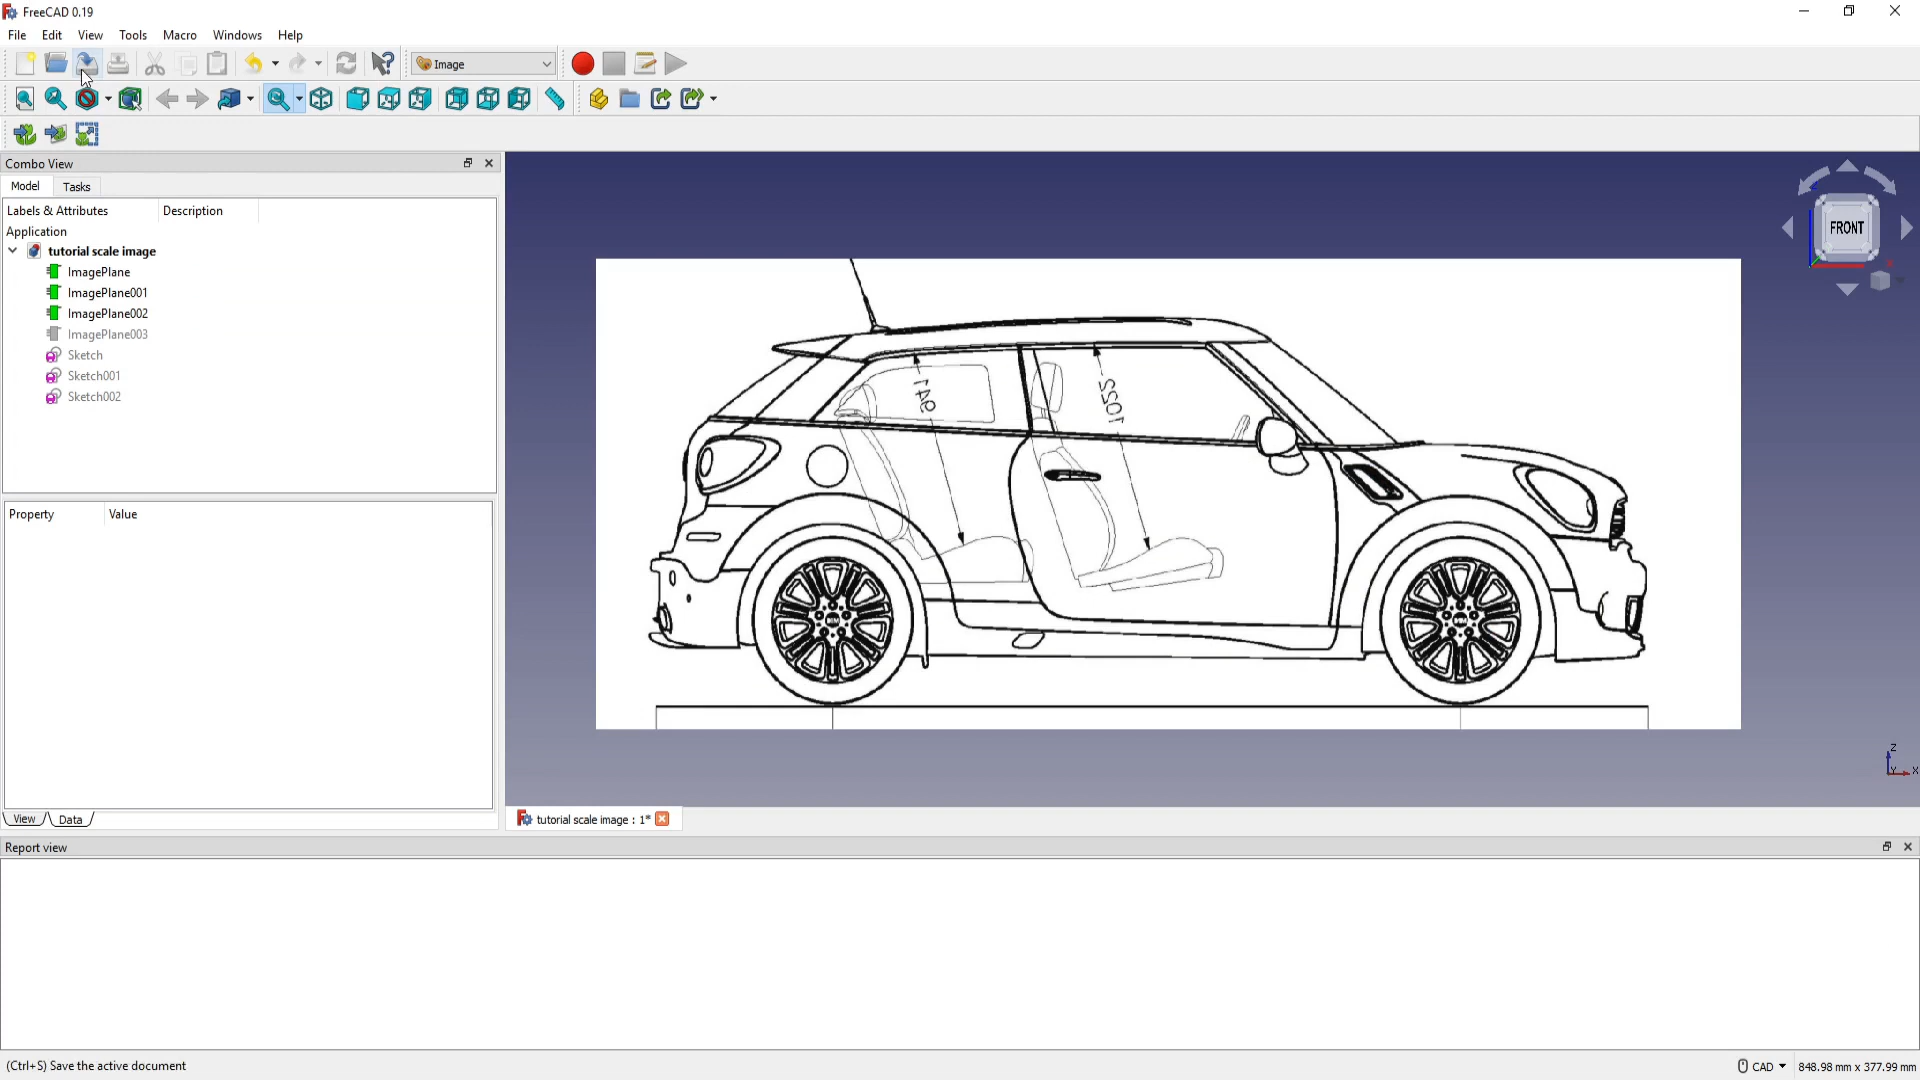 FreeCAD 0.19
File Edit View Tools Macro Windows Help
Image
Combo View
Model Tasks
Labels & Attributes Description
Application
tutorial scale image
ImagePlane
ImagePlane001
ImagePlane002
ImagePlane003
Sketch
Sketch001
Sketch002
Property Value
View Data
FRONT
941 1022
Z
X
tutorial scale image : 1*
Report view
(Ctrl+S) Save the active document
CAD 848.98 mm x 377.99 mm